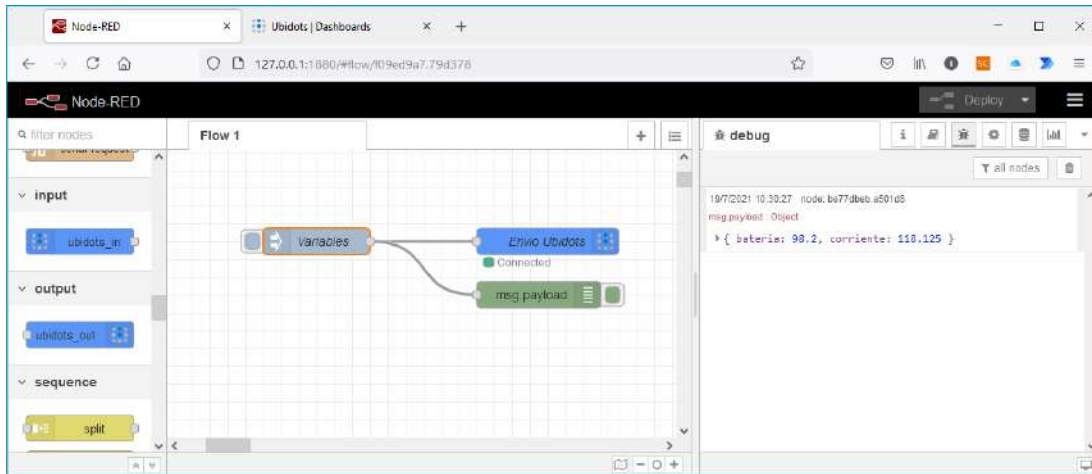 Node-RED
Ubidots | Dashboards
127.0.0.1:1880/#flow/f09ed9a7.79d378
Node-RED
Deploy
filter nodes
Flow 1
debug
serial request
all nodes
input
19/7/2021 10:30:27 node: be77dbeb.a501d8
msg.payload : Object
{ bateria: 98.2, corriente: 118.125 }
ubidots_in
Variables
Envio Ubidots
Connected
output
msg.payload
ubidots_out
sequence
split